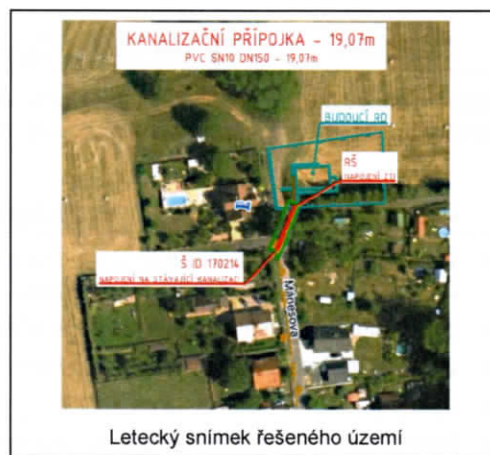 KANALIZAČNÍ PŘÍPOJKA - 19,07m
PVC SN10 DN150 - 19,07m
BUDOUCÍ RD
RŠ
NAPOJENÍ ZTI
Š ID 170214
NAPOJENÍ NA STÁVAJÍCÍ KANALIZACI
Mánesova
Letecký snímek řešeného území